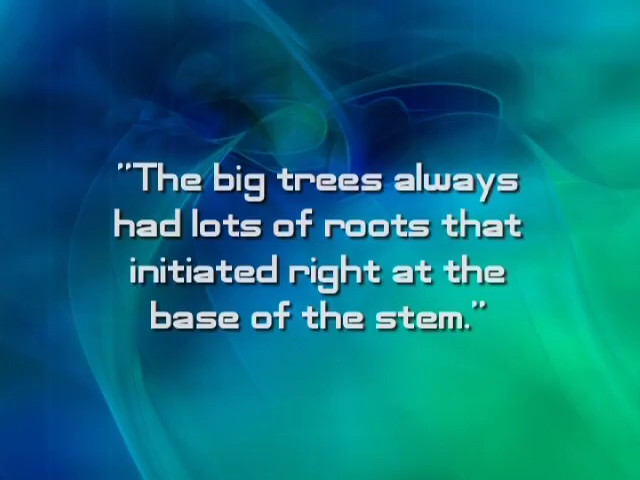 "The big trees always
had lots of roots that
initiated right at the
base of the stem."